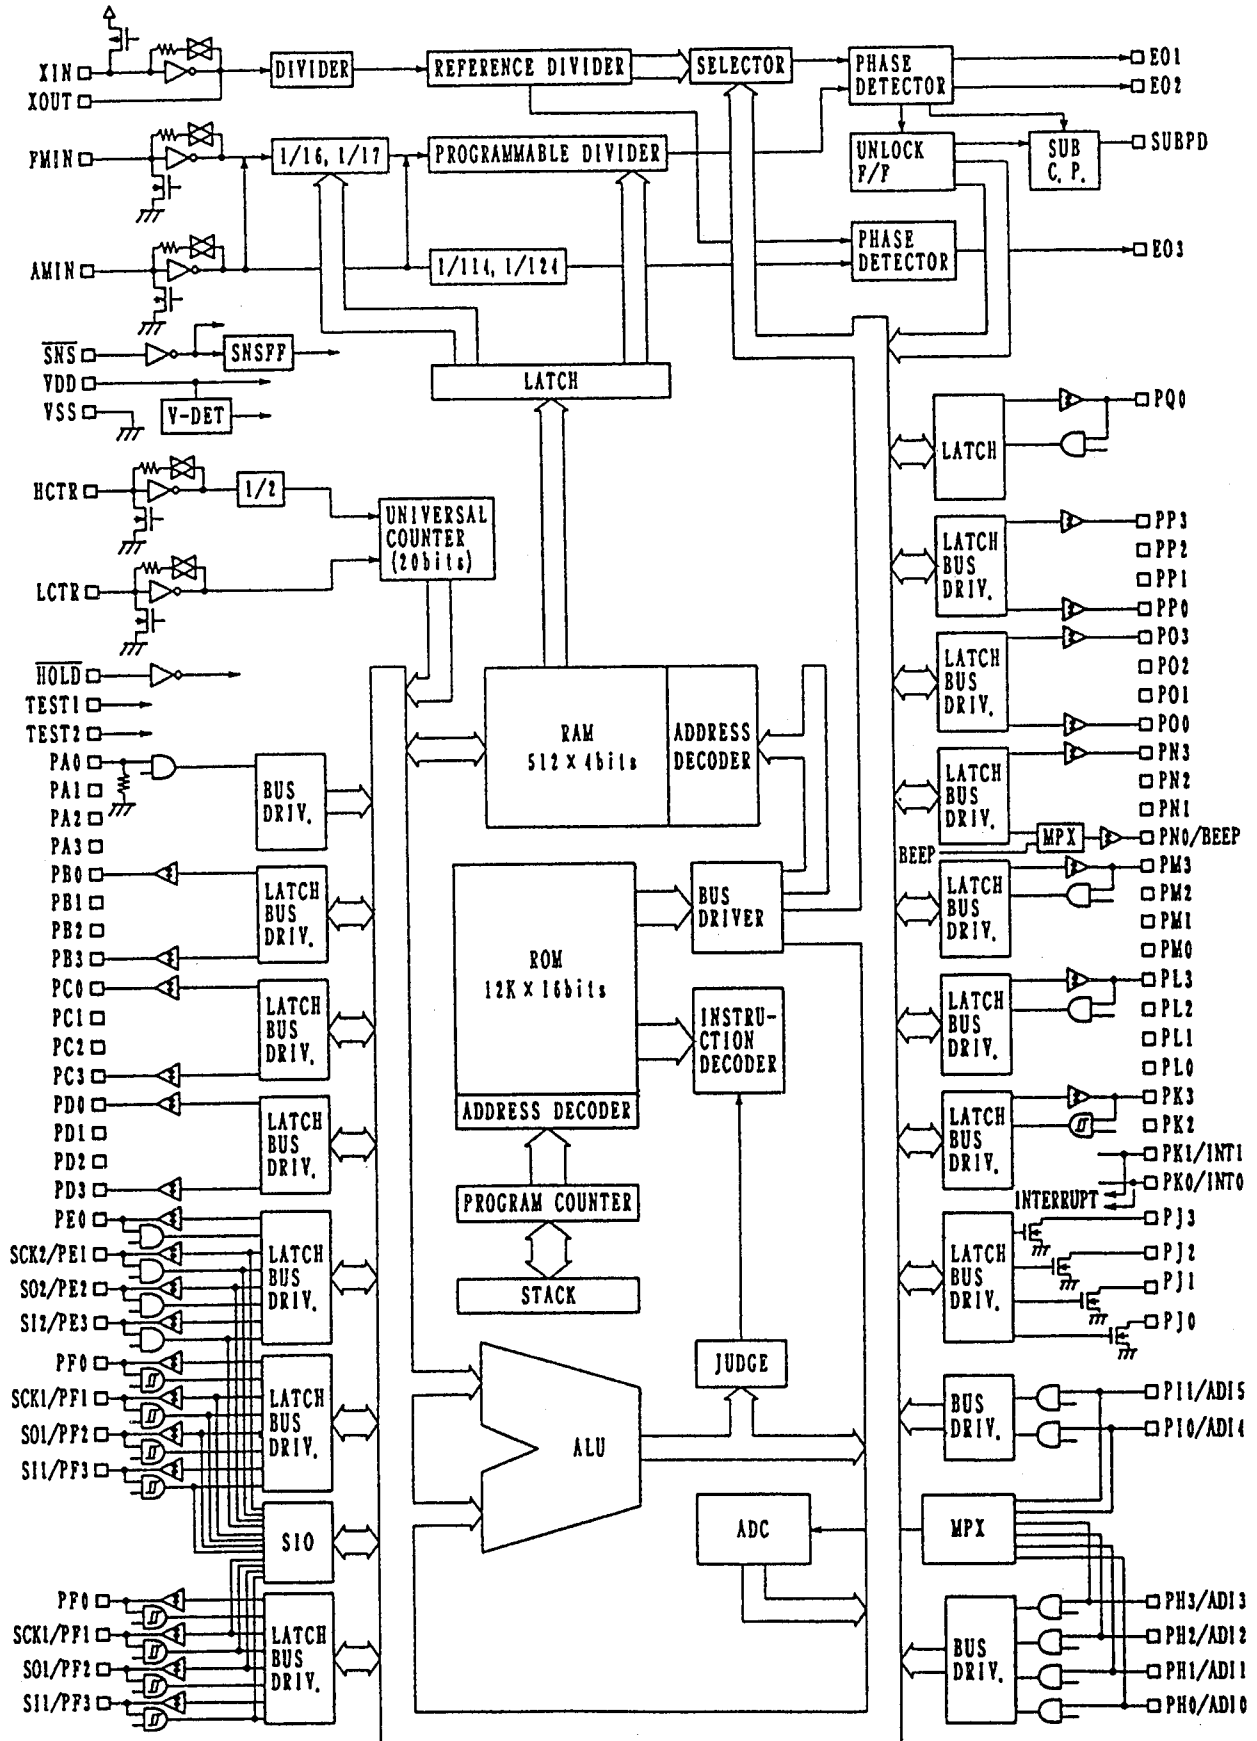 XIN
XOUT
DIVIDER
REFERENCE DIVIDER
SELECTOR
PHASE
DETECTOR
EO1
EO2
FMIN
1/16, 1/17
PROGRAMMABLE DIVIDER
UNLOCK
F/F
SUB
C. P.
SUBPD
AMIN
1/114, 1/124
PHASE
DETECTOR
EO3
SNS
SNSFF
VDD
VSS
V-DET
LATCH
HCTR
1/2
UNIVERSAL
COUNTER
(20bits)
LCTR
HOLD
TEST1
TEST2
PA0
PA1
PA2
PA3
BUS
DRIV.
PB0
PB1
PB2
PB3
LATCH
BUS
DRIV.
PC0
PC1
PC2
PC3
LATCH
BUS
DRIV.
PD0
PD1
PD2
PD3
LATCH
BUS
DRIV.
PE0
SCK2/PE1
SO2/PE2
SI2/PE3
LATCH
BUS
DRIV.
PF0
SCK1/PF1
SO1/PF2
SI1/PF3
LATCH
BUS
DRIV.
SIO
PF0
SCK1/PF1
SO1/PF2
SI1/PF3
LATCH
BUS
DRIV.
RAM
512×4bits
ADDRESS
DECODER
ROM
12K×16bits
ADDRESS DECODER
BUS
DRIVER
INSTRU-
CTION
DECODER
PROGRAM COUNTER
STACK
JUDGE
ALU
ADC
LATCH
PQ0
LATCH
BUS
DRIV.
PP3
PP2
PP1
PP0
LATCH
BUS
DRIV.
PO3
PO2
PO1
PO0
LATCH
BUS
DRIV.
PN3
PN2
PN1
PN0/BEEP
BEEP
MPX
LATCH
BUS
DRIV.
PM3
PM2
PM1
PM0
LATCH
BUS
DRIV.
PL3
PL2
PL1
PL0
LATCH
BUS
DRIV.
PK3
PK2
PK1/INT1
PK0/INT0
INTERRUPT
LATCH
BUS
DRIV.
PJ3
PJ2
PJ1
PJ0
BUS
DRIV.
PI1/ADI5
PI0/ADI4
MPX
BUS
DRIV.
PH3/ADI3
PH2/ADI2
PH1/ADI1
PH0/ADI0